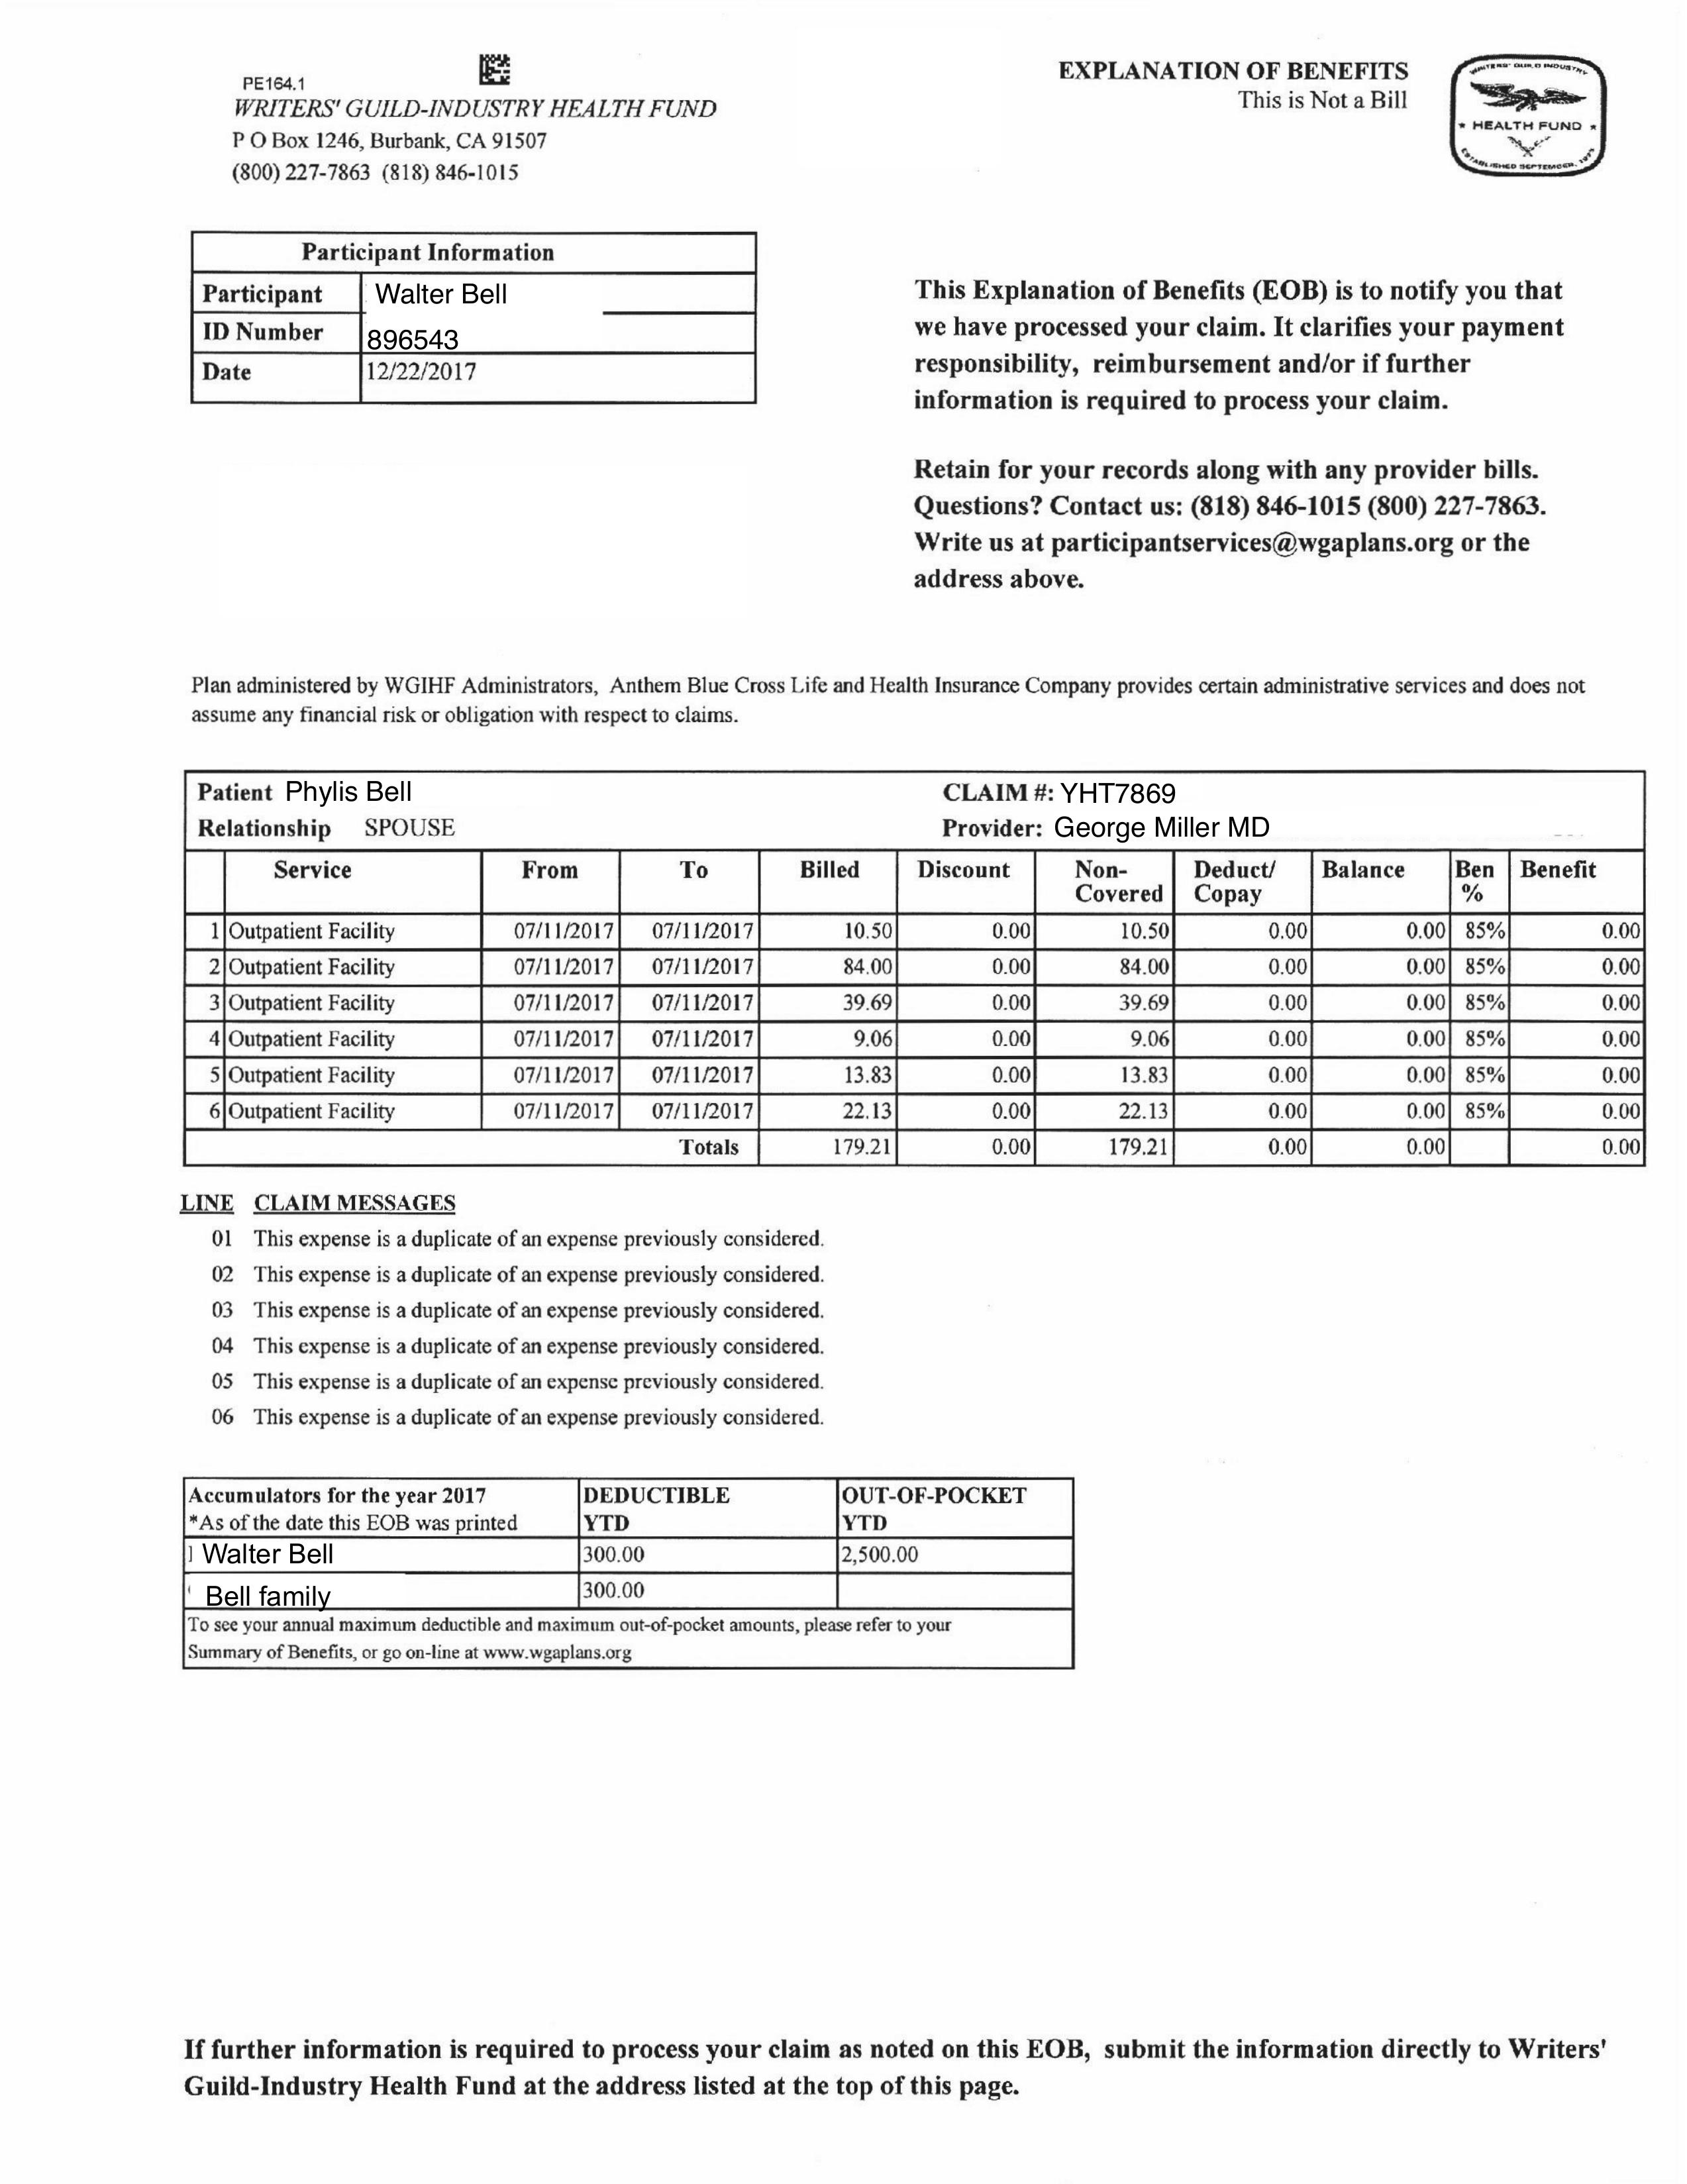 PE164.1
WRITERS' GUILD-INDUSTRY HEALTH FUND
P O Box 1246, Burbank, CA 91507
(800) 227-7863 (818) 846-1015
EXPLANATION OF BENEFITS
This is Not a Bill
WRITERS' GUILD INDUSTRY
* HEALTH FUND *
ESTABLISHED SEPTEMBER, 1973
Participant Information
Participant Walter Bell
ID Number 896543
Date 12/22/2017
This Explanation of Benefits (EOB) is to notify you that
we have processed your claim. It clarifies your payment
responsibility, reimbursement and/or if further
information is required to process your claim.
Retain for your records along with any provider bills.
Questions? Contact us: (818) 846-1015 (800) 227-7863.
Write us at participantservices@wgaplans.org or the
address above.
Plan administered by WGIHF Administrators, Anthem Blue Cross Life and Health Insurance Company provides certain administrative services and does not
assume any financial risk or obligation with respect to claims.
Patient Phylis Bell CLAIM #: YHT7869
Relationship SPOUSE Provider: George Miller MD
Service From To Billed Discount Non- Deduct/ Balance Ben Benefit
Covered Copay %
1 Outpatient Facility 07/11/2017 07/11/2017 10.50 0.00 10.50 0.00 0.00 85% 0.00
2 Outpatient Facility 07/11/2017 07/11/2017 84.00 0.00 84.00 0.00 0.00 85% 0.00
3 Outpatient Facility 07/11/2017 07/11/2017 39.69 0.00 39.69 0.00 0.00 85% 0.00
4 Outpatient Facility 07/11/2017 07/11/2017 9.06 0.00 9.06 0.00 0.00 85% 0.00
5 Outpatient Facility 07/11/2017 07/11/2017 13.83 0.00 13.83 0.00 0.00 85% 0.00
6 Outpatient Facility 07/11/2017 07/11/2017 22.13 0.00 22.13 0.00 0.00 85% 0.00
Totals 179.21 0.00 179.21 0.00 0.00 0.00
LINE CLAIM MESSAGES
01 This expense is a duplicate of an expense previously considered.
02 This expense is a duplicate of an expense previously considered.
03 This expense is a duplicate of an expense previously considered.
04 This expense is a duplicate of an expense previously considered.
05 This expense is a duplicate of an expense previously considered.
06 This expense is a duplicate of an expense previously considered.
Accumulators for the year 2017 DEDUCTIBLE OUT-OF-POCKET
*As of the date this EOB was printed YTD YTD
Walter Bell 300.00 2,500.00
Bell family 300.00
To see your annual maximum deductible and maximum out-of-pocket amounts, please refer to your
Summary of Benefits, or go on-line at www.wgaplans.org
If further information is required to process your claim as noted on this EOB, submit the information directly to Writers'
Guild-Industry Health Fund at the address listed at the top of this page.